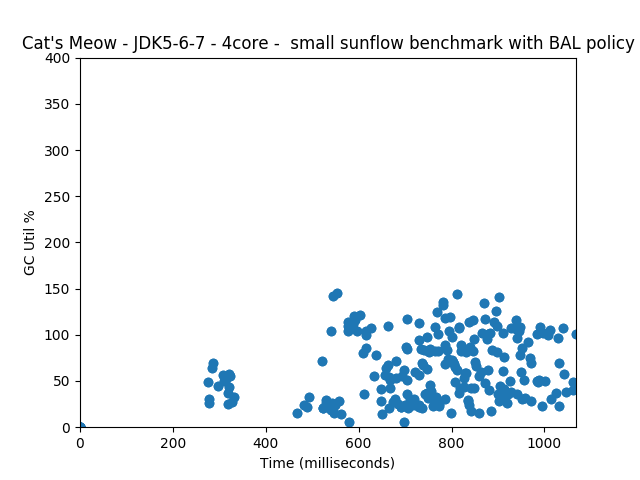 Cat's Meow - JDK5-6-7 - 4core -  small sunflow benchmark with BAL policy
400
350
300
250
200
150
100
50
0
GC Util %
0 200 400 600 800 1000
Time (milliseconds)